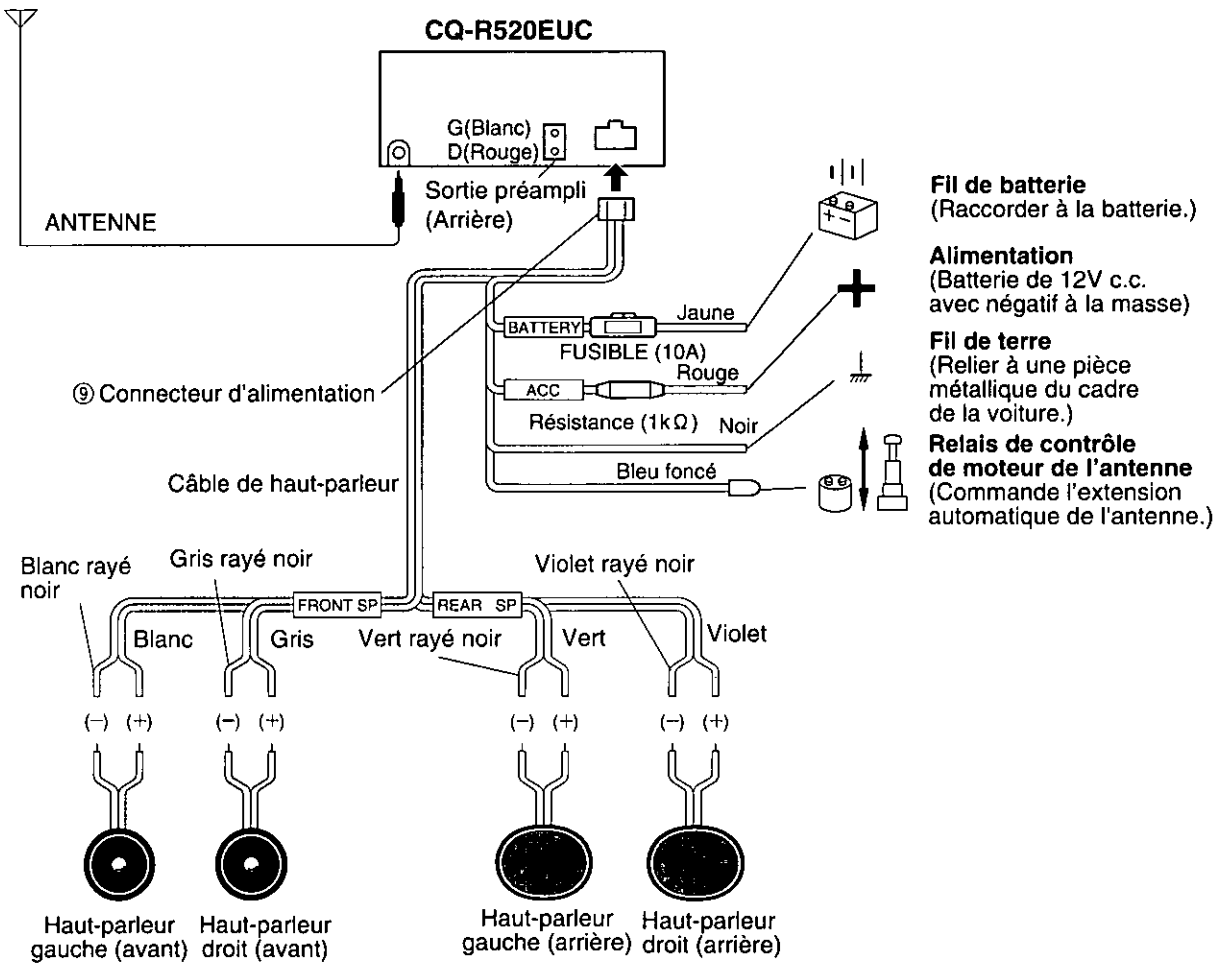 CQ-R520EUC
G(Blanc)
D(Rouge)
Sortie préampli
(Arrière)
ANTENNE
Fil de batterie
(Raccorder à la batterie.)
Alimentation
(Batterie de 12V c.c.
avec négatif à la masse)
Fil de terre
(Relier à une pièce
métallique du cadre
de la voiture.)
Relais de contrôle
de moteur de l'antenne
(Commande l'extension
automatique de l'antenne.)
Jaune
BATTERY
FUSIBLE (10A)
Rouge
ACC
Résistance (1kΩ)
Noir
Bleu foncé
⑨ Connecteur d'alimentation
Câble de haut-parleur
Blanc rayé
noir
Gris rayé noir
Violet rayé noir
FRONT SP
REAR SP
Blanc
Gris
Vert rayé noir
Vert
Violet
(−) (+) (−) (+) (−) (+) (−) (+)
Haut-parleur
gauche (avant)
Haut-parleur
droit (avant)
Haut-parleur
gauche (arrière)
Haut-parleur
droit (arrière)